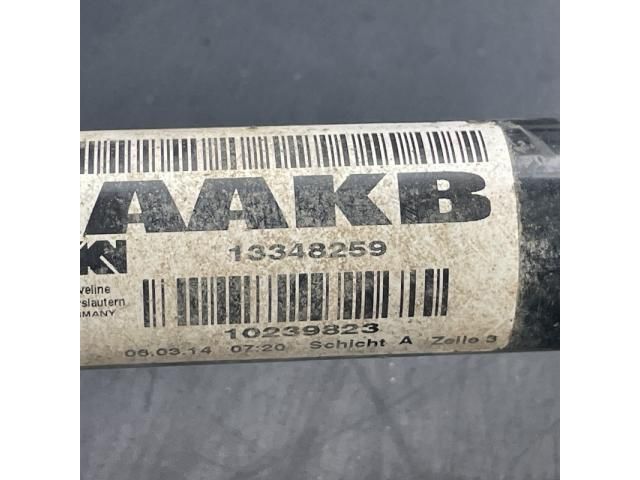 AAKB
13348259
10239823
06.03.14 07:20 Schicht A Zelle 3